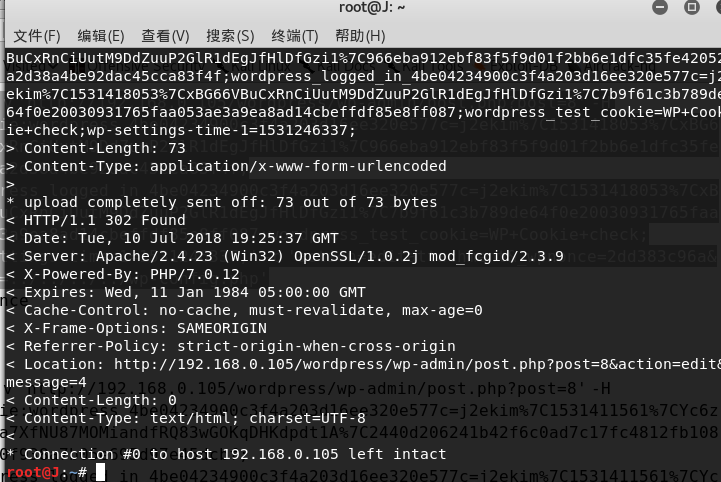 root@J: ~
文件(F) 编辑(E) 查看(V) 搜索(S) 终端(T) 帮助(H)
BuCxRnCiUutM9DdZuuP2GlR1dEgJfHlDfGzi1%7C966eba912ebf83f5f9d01f2bb6e1dfc35fe42052
a2d38a4be92dac45cca83f4f;wordpress_logged_in_4be04234900c3f4a203d16ee320e577c=j2
ekim%7C1531418053%7CxBG66VBuCxRnCiUutM9DdZuuP2GlR1dEgJfHlDfGzi1%7C7b9f61c3b789de
64f0e20030931765faa053ae3a9ea8ad14cbeffdf85e8ff087;wordpress_test_cookie=WP+Cook
ie+check;wp-settings-time-1=1531246337;
> Content-Length: 73
> Content-Type: application/x-www-form-urlencoded
>
* upload completely sent off: 73 out of 73 bytes
< HTTP/1.1 302 Found
< Date: Tue, 10 Jul 2018 19:25:37 GMT
< Server: Apache/2.4.23 (Win32) OpenSSL/1.0.2j mod_fcgid/2.3.9
< X-Powered-By: PHP/7.0.12
< Expires: Wed, 11 Jan 1984 05:00:00 GMT
< Cache-Control: no-cache, must-revalidate, max-age=0
< X-Frame-Options: SAMEORIGIN
< Referrer-Policy: strict-origin-when-cross-origin
< Location: http://192.168.0.105/wordpress/wp-admin/post.php?post=8&action=edit&
message=4
< Content-Length: 0
< Content-Type: text/html; charset=UTF-8
<
* Connection #0 to host 192.168.0.105 left intact
root@J:~#